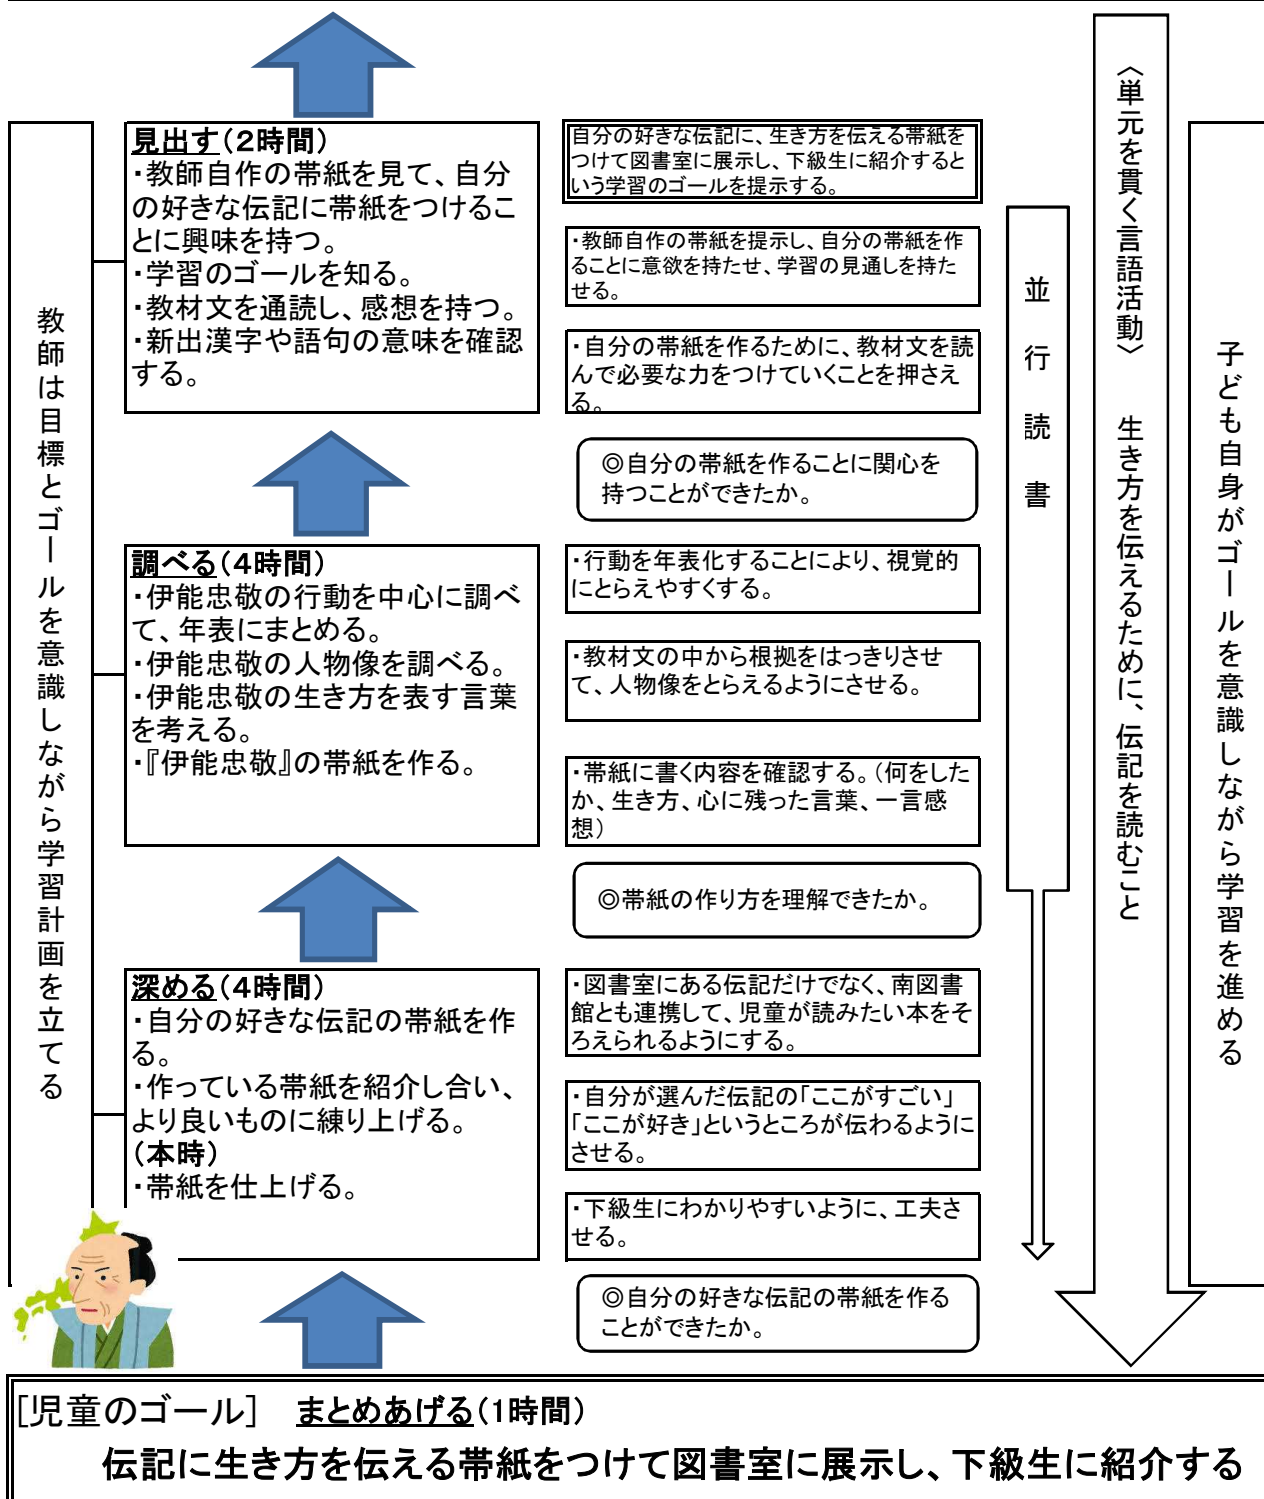 教師は目標とゴールを意識しながら学習計画を立てる
見出す(2時間)
・教師自作の帯紙を見て、自分
の好きな伝記に帯紙をつけるこ
とに興味を持つ。
・学習のゴールを知る。
・教材文を通読し、感想を持つ。
・新出漢字や語句の意味を確認
する。
自分の好きな伝記に、生き方を伝える帯紙を
つけて図書室に展示し、下級生に紹介すると
いう学習のゴールを提示する。
・教師自作の帯紙を提示し、自分の帯紙を作
ることに意欲を持たせ、学習の見通しを持た
せる。
・自分の帯紙を作るために、教材文を読
んで必要な力をつけていくことを押さえ
る。
◎自分の帯紙を作ることに関心を
持つことができたか。
調べる(4時間)
・伊能忠敬の行動を中心に調べ
て、年表にまとめる。
・伊能忠敬の人物像を調べる。
・伊能忠敬の生き方を表す言葉
を考える。
・『伊能忠敬』の帯紙を作る。
・行動を年表化することにより、視覚的
にとらえやすくする。
・教材文の中から根拠をはっきりさせ
て、人物像をとらえるようにさせる。
・帯紙に書く内容を確認する。(何をした
か、生き方、心に残った言葉、一言感
想)
◎帯紙の作り方を理解できたか。
深める(4時間)
・自分の好きな伝記の帯紙を作
る。
・作っている帯紙を紹介し合い、
より良いものに練り上げる。
(本時)
・帯紙を仕上げる。
・図書室にある伝記だけでなく、南図書
館とも連携して、児童が読みたい本をそ
ろえられるようにする。
・自分が選んだ伝記の「ここがすごい」
「ここが好き」というところが伝わるように
させる。
・下級生にわかりやすいように、工夫さ
せる。
◎自分の好きな伝記の帯紙を作る
ことができたか。
並行読書
〈単元を貫く言語活動〉 生き方を伝えるために、伝記を読むこと
子ども自身がゴールを意識しながら学習を進める
[児童のゴール] まとめあげる(1時間)
伝記に生き方を伝える帯紙をつけて図書室に展示し、下級生に紹介する